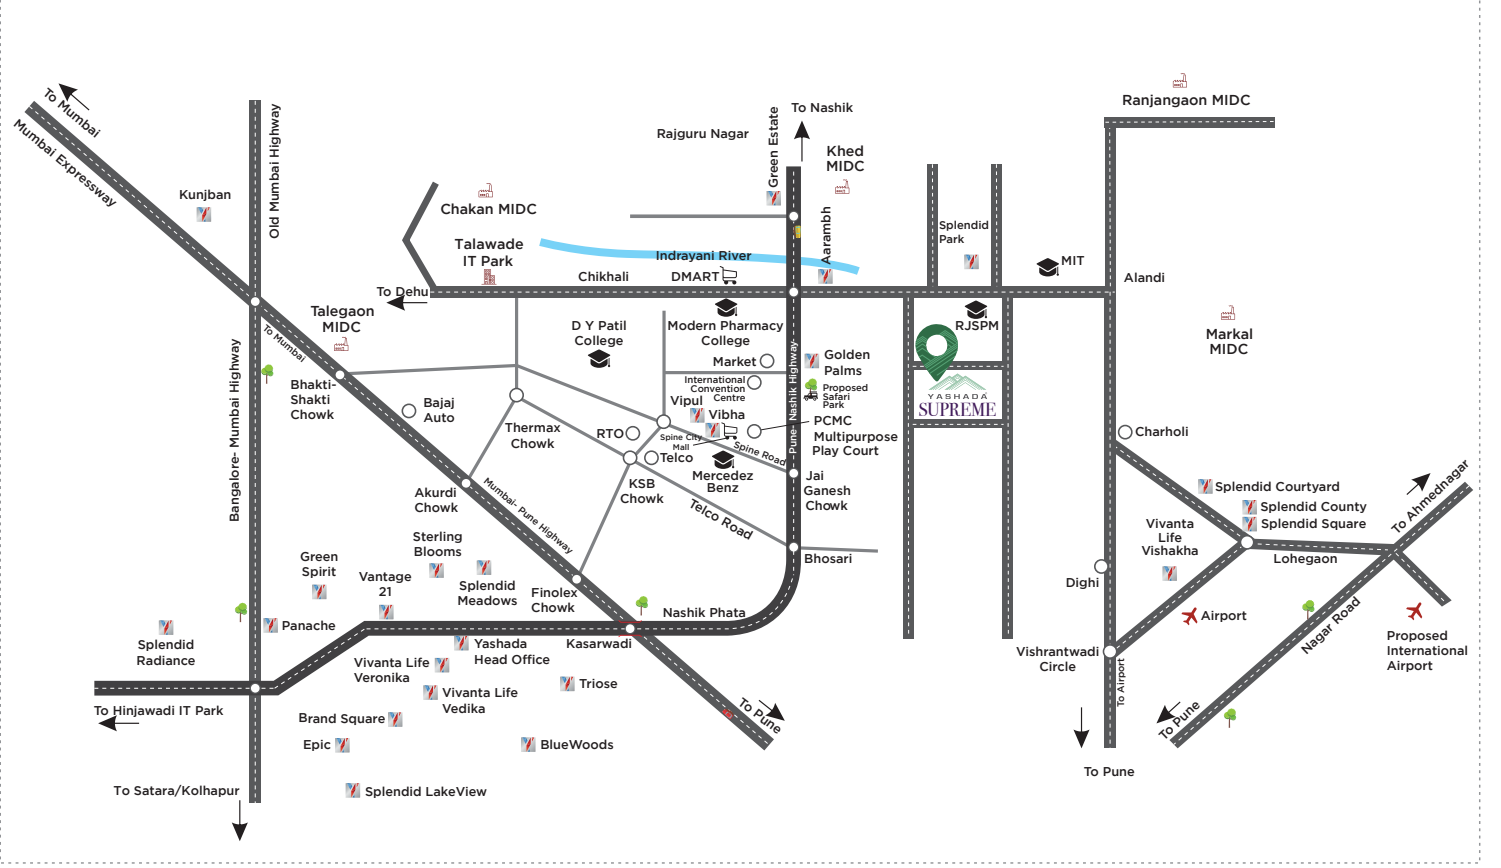 To Mumbai
Mumbai Expressway
Kunjban
Old Mumbai Highway
Bangalore- Mumbai Highway
To Mumbai
Talegaon
MIDC
Bhakti-
Shakti
Chowk
Bajaj
Auto
Chakan MIDC
Talawade
IT Park
To Dehu
Chikhali
Indrayani River
DMART
Rajguru Nagar
Green Estate
To Nashik
Khed
MIDC
Aarambh
D Y Patil
College
Modern Pharmacy
College
Market
International
Convention
Centre
Vipul
Vibha
Spine City
Mall
Spine Road
RTO
Telco
Thermax
Chowk
KSB
Chowk
Mercedez
Benz
Telco Road
Pune- Nashik Highway-
Golden
Palms
Proposed
Safari
Park
PCMC
Multipurpose
Play Court
Jai
Ganesh
Chowk
Bhosari
Akurdi
Chowk
Mumbai- Pune Highway
Sterling
Blooms
Splendid
Meadows
Finolex
Chowk
Nashik Phata
Kasarwadi
Green
Spirit
Vantage
21
Panache
Splendid
Radiance
To Hinjawadi IT Park
To Satara/Kolhapur
Yashada
Head Office
Vivanta Life
Veronika
Vivanta Life
Vedika
Brand Square
Epic
Triose
BlueWoods
Splendid LakeView
To Pune
Splendid
Park
MIT
RJSPM
YASHADA
SUPREME
Ranjangaon MIDC
Alandi
Markal
MIDC
Charholi
Splendid Courtyard
Splendid County
Splendid Square
Vivanta
Life
Vishakha
Lohegaon
To Ahmednagar
Dighi
Airport
Vishrantwadi
Circle
To Airport
To Pune
Nagar Road
To Pune
Proposed
International
Airport